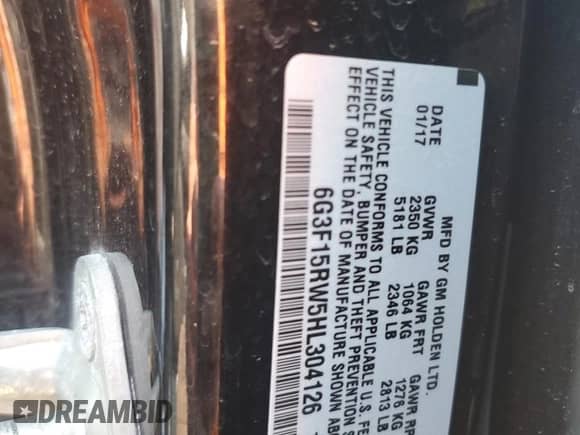 MFD BY GM HOLDEN LTD.
DATE GVWR GAWR FRT GAWR RR
01/17 2350 KG 1064 KG 1276 KG
5181 LB 2346 LB 2813 LB
THIS VEHICLE CONFORMS TO ALL APPLICABLE U.S. FE
VEHICLE SAFETY, BUMPER AND THEFT PREVENTION S
EFFECT ON THE DATE OF MANUFACTURE SHOWN ABO
6G3F15RW5HL304126
DREAMBID